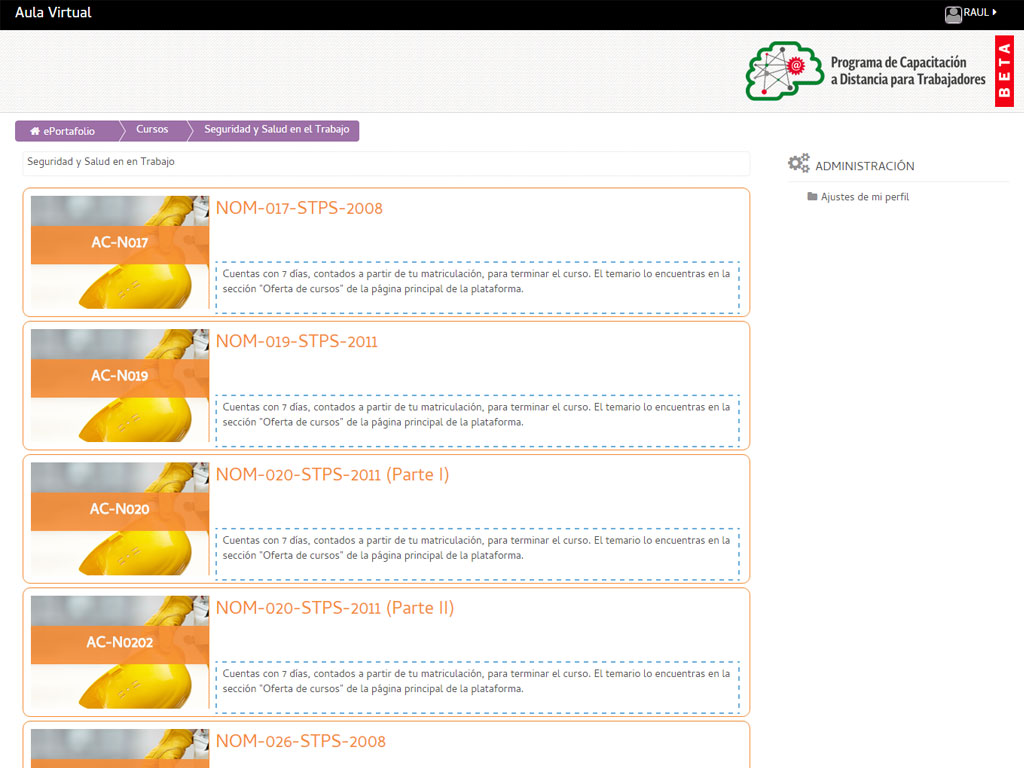 Aula Virtual
RAUL
Programa de Capacitación
a Distancia para Trabajadores
BETA
ePortafolio
Cursos
Seguridad y Salud en el Trabajo
Seguridad y Salud en en Trabajo
ADMINISTRACIÓN
Ajustes de mi perfil
NOM-017-STPS-2008
AC-N017
Cuentas con 7 días, contados a partir de tu matriculación, para terminar el curso. El temario lo encuentras en la
sección "Oferta de cursos" de la página principal de la plataforma.
NOM-019-STPS-2011
AC-N019
Cuentas con 7 días, contados a partir de tu matriculación, para terminar el curso. El temario lo encuentras en la
sección "Oferta de cursos" de la página principal de la plataforma.
NOM-020-STPS-2011 (Parte I)
AC-N020
Cuentas con 7 días, contados a partir de tu matriculación, para terminar el curso. El temario lo encuentras en la
sección "Oferta de cursos" de la página principal de la plataforma.
NOM-020-STPS-2011 (Parte II)
AC-N0202
Cuentas con 7 días, contados a partir de tu matriculación, para terminar el curso. El temario lo encuentras en la
sección "Oferta de cursos" de la página principal de la plataforma.
NOM-026-STPS-2008